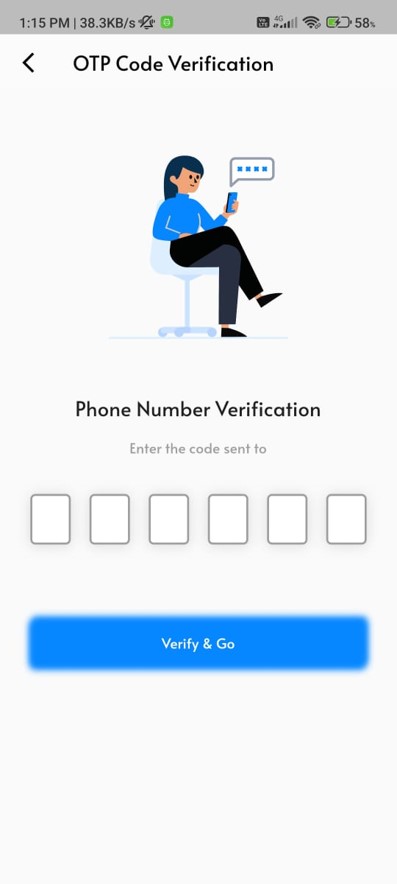 1:15 PM | 38.3KB/s
4G
58%
OTP Code Verification
Phone Number Verification
Enter the code sent to
Verify & Go